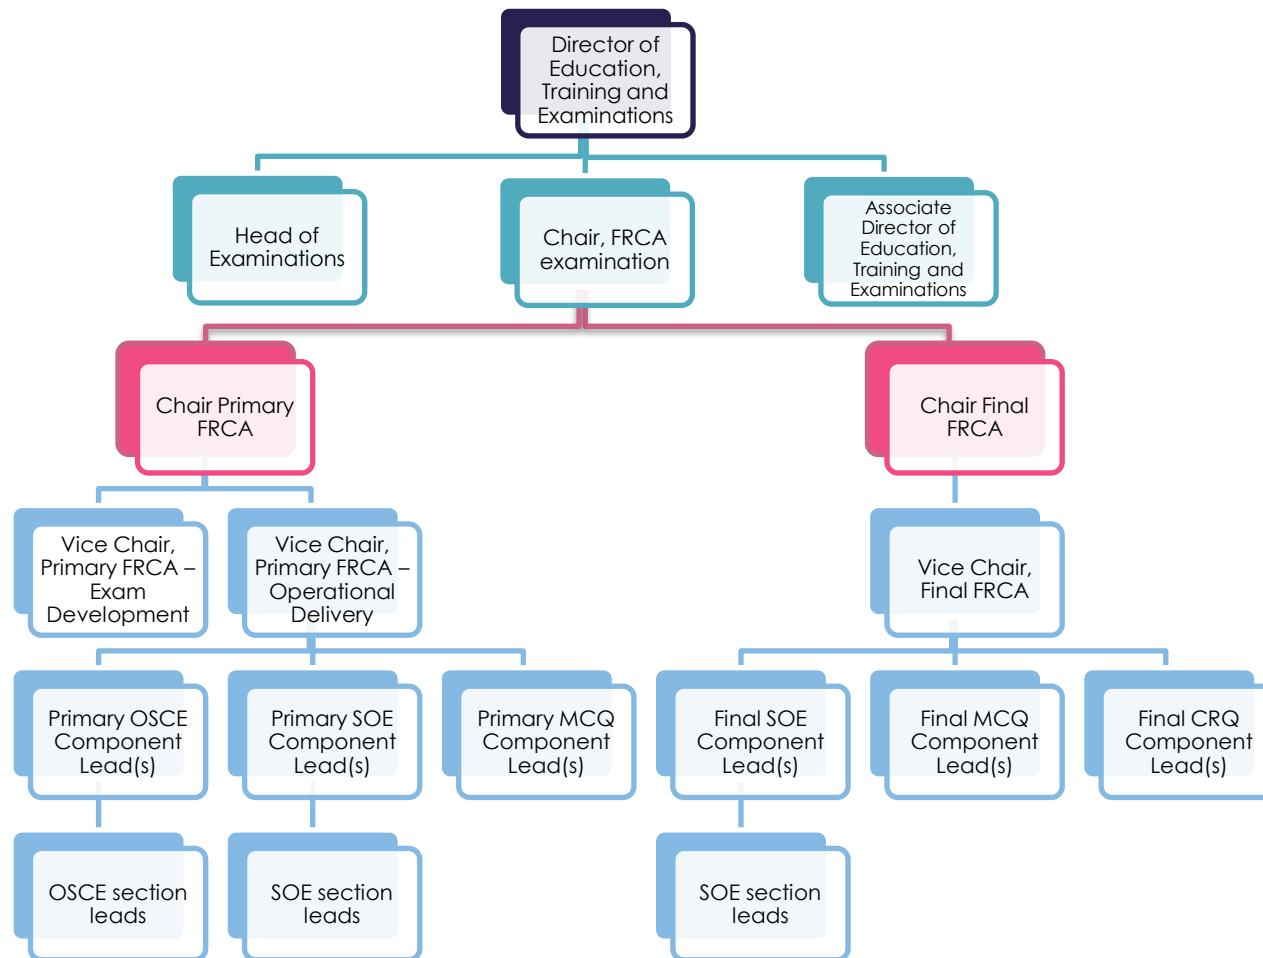 Director of
Education,
Training and
Examinations
Head of
Examinations
Chair, FRCA
examination
Associate
Director of
Education,
Training and
Examinations
Chair Primary
FRCA
Chair Final
FRCA
Vice Chair,
Primary FRCA –
Exam
Development
Vice Chair,
Primary FRCA –
Operational
Delivery
Vice Chair,
Final FRCA
Primary OSCE
Component
Lead(s)
Primary SOE
Component
Lead(s)
Primary MCQ
Component
Lead(s)
Final SOE
Component
Lead(s)
Final MCQ
Component
Lead(s)
Final CRQ
Component
Lead(s)
OSCE section
leads
SOE section
leads
SOE section
leads